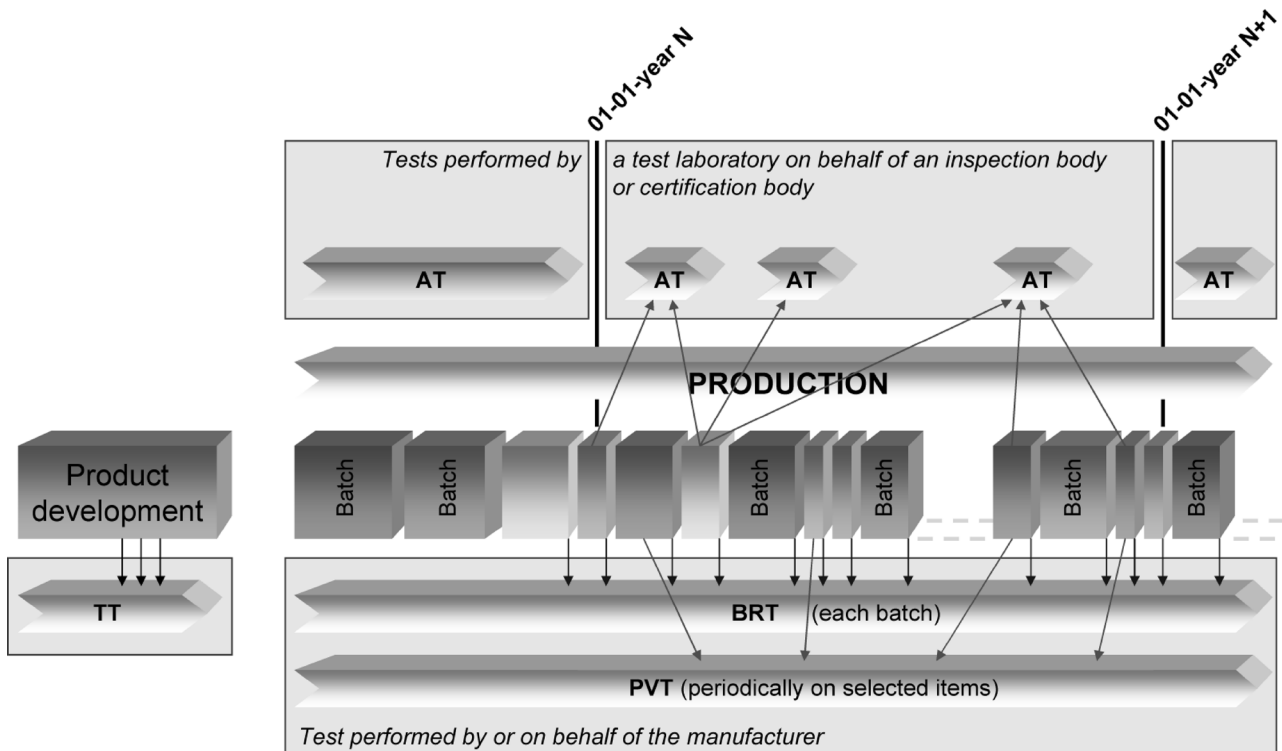 01-01-year N
01-01-year N+1
Tests performed by
a test laboratory on behalf of an inspection body
or certification body
AT
AT
AT
AT
AT
PRODUCTION
Product
development
Batch
Batch
Batch
Batch
Batch
Batch
TT
BRT (each batch)
PVT (periodically on selected items)
Test performed by or on behalf of the manufacturer